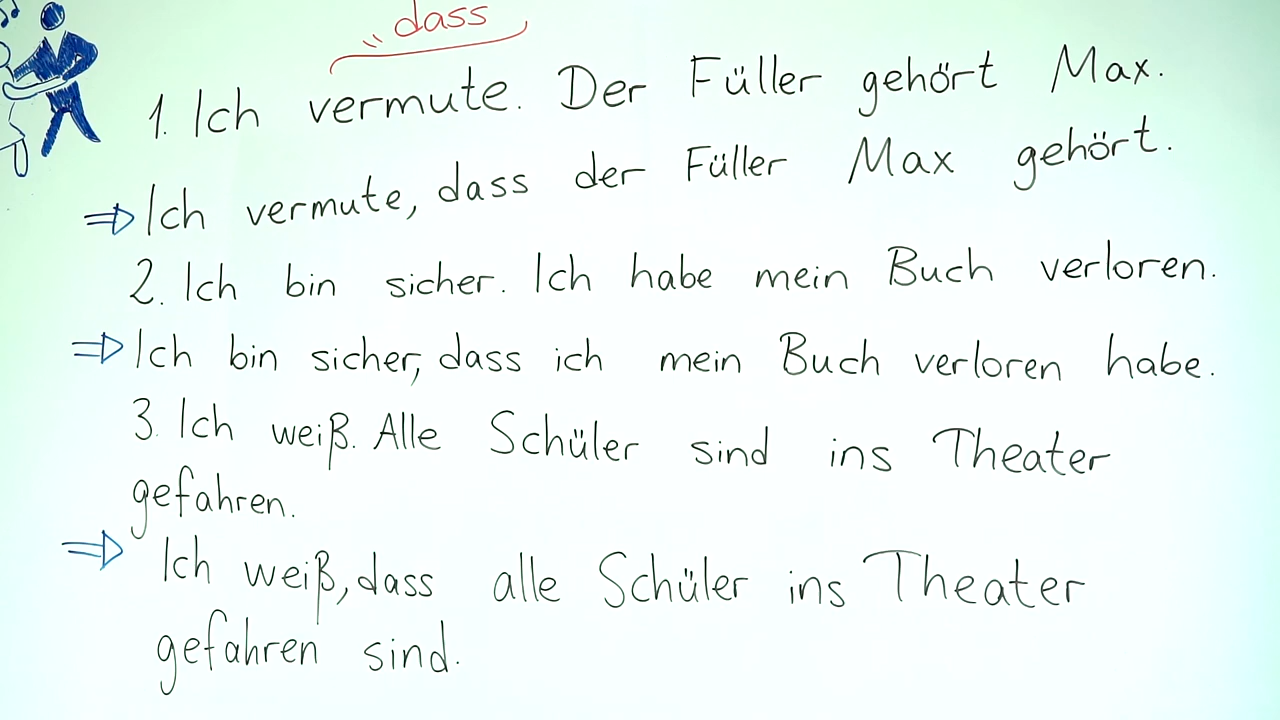 „dass
1. Ich vermute. Der Füller gehört Max.
⇒ Ich vermute, dass der Füller Max gehört.
2. Ich bin sicher. Ich habe mein Buch verloren.
⇒ Ich bin sicher, dass ich mein Buch verloren habe.
3. Ich weiß. Alle Schüler sind ins Theater
gefahren.
⇒ Ich weiß, dass alle Schüler ins Theater
gefahren sind.